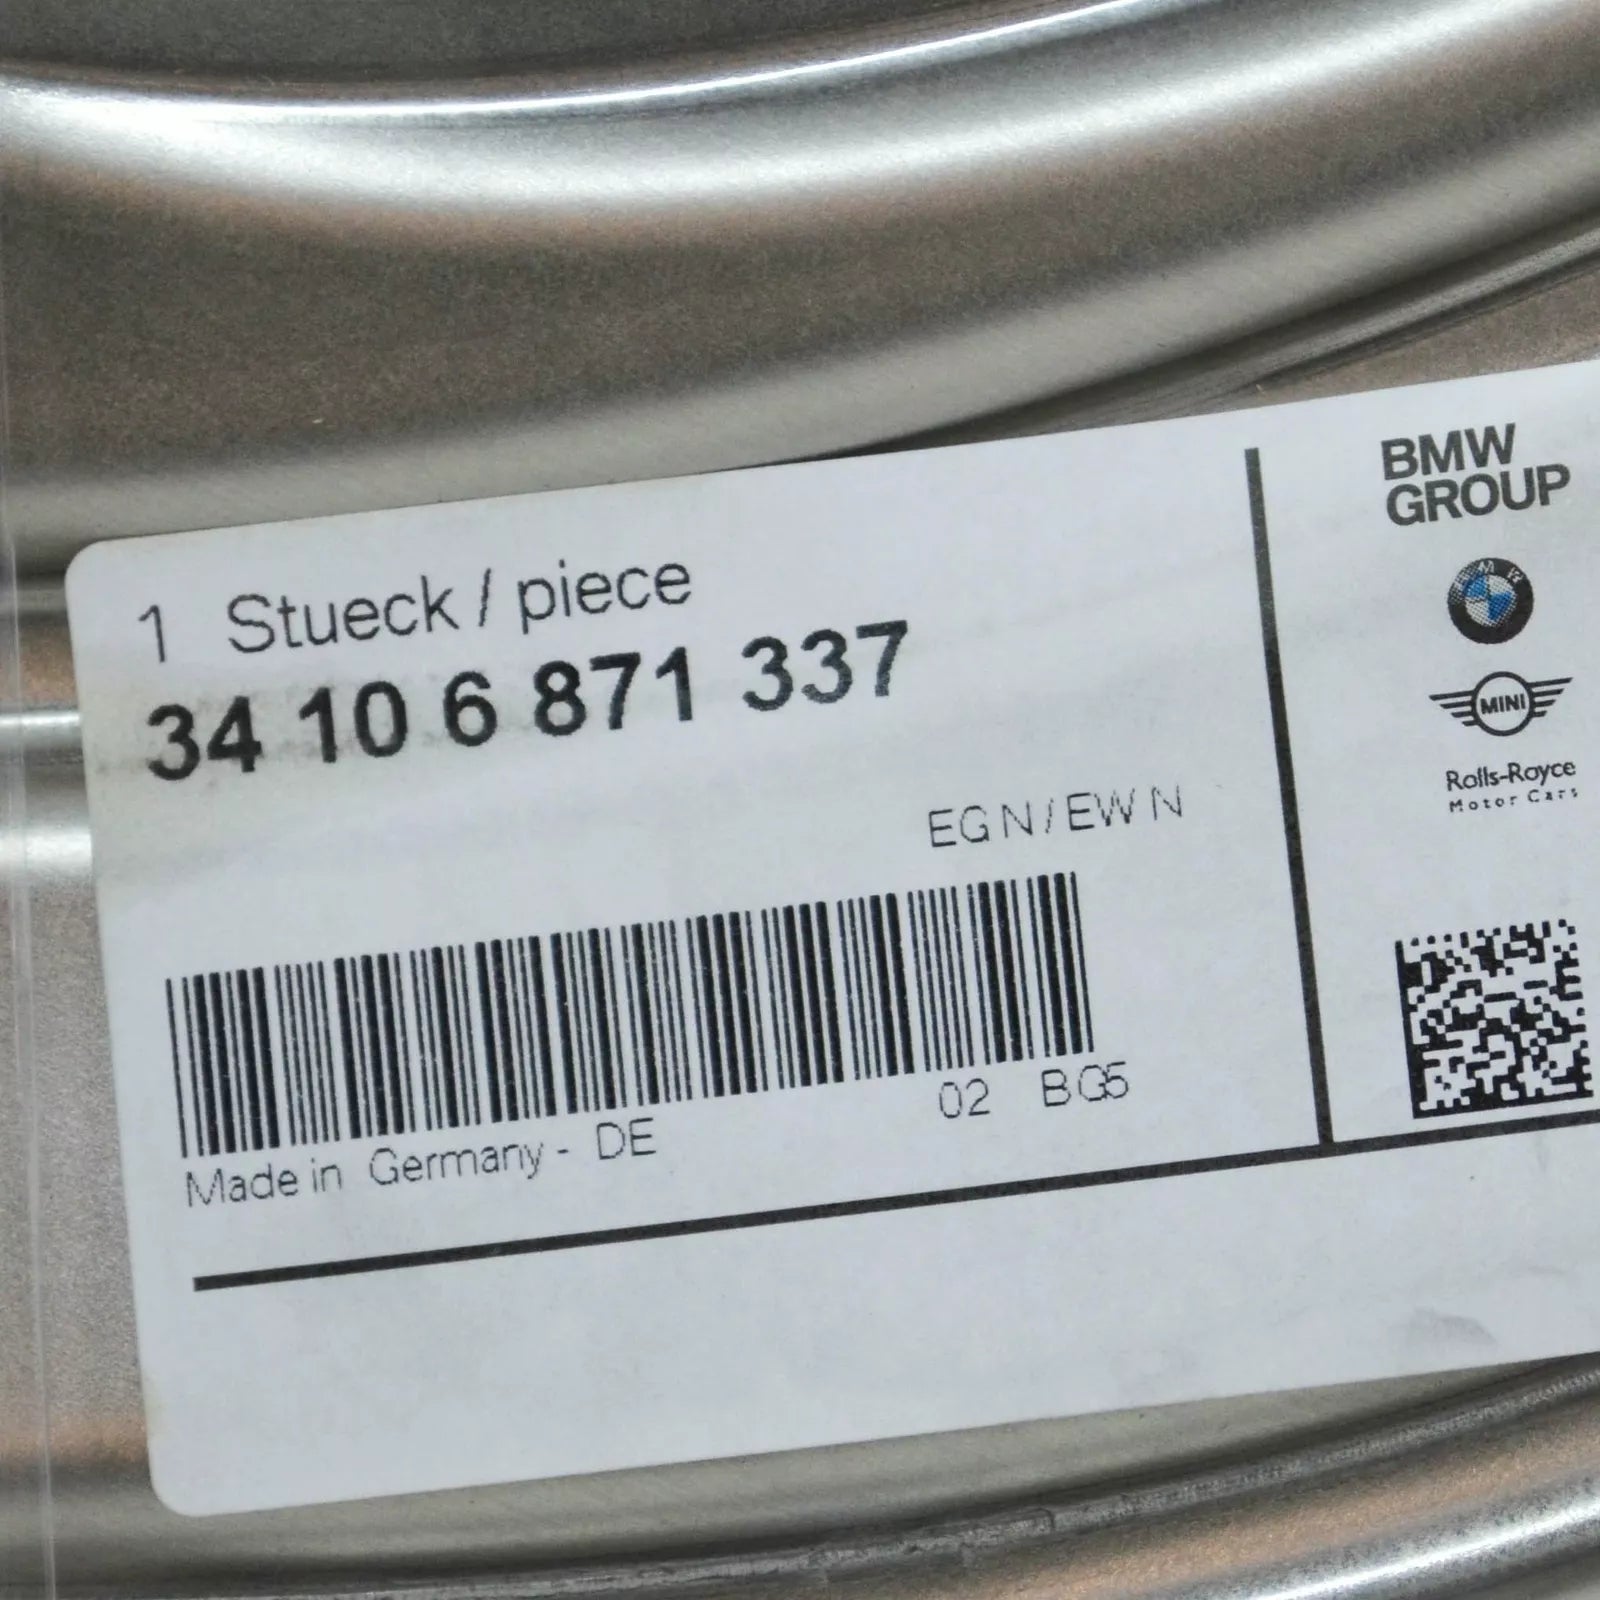 1 Stueck / piece
34 10 6 871 337
EG N / EW N
02 BG5
Made in Germany - DE
BMW
GROUP
BMW
MINI
Rolls-Royce
Motor Cars